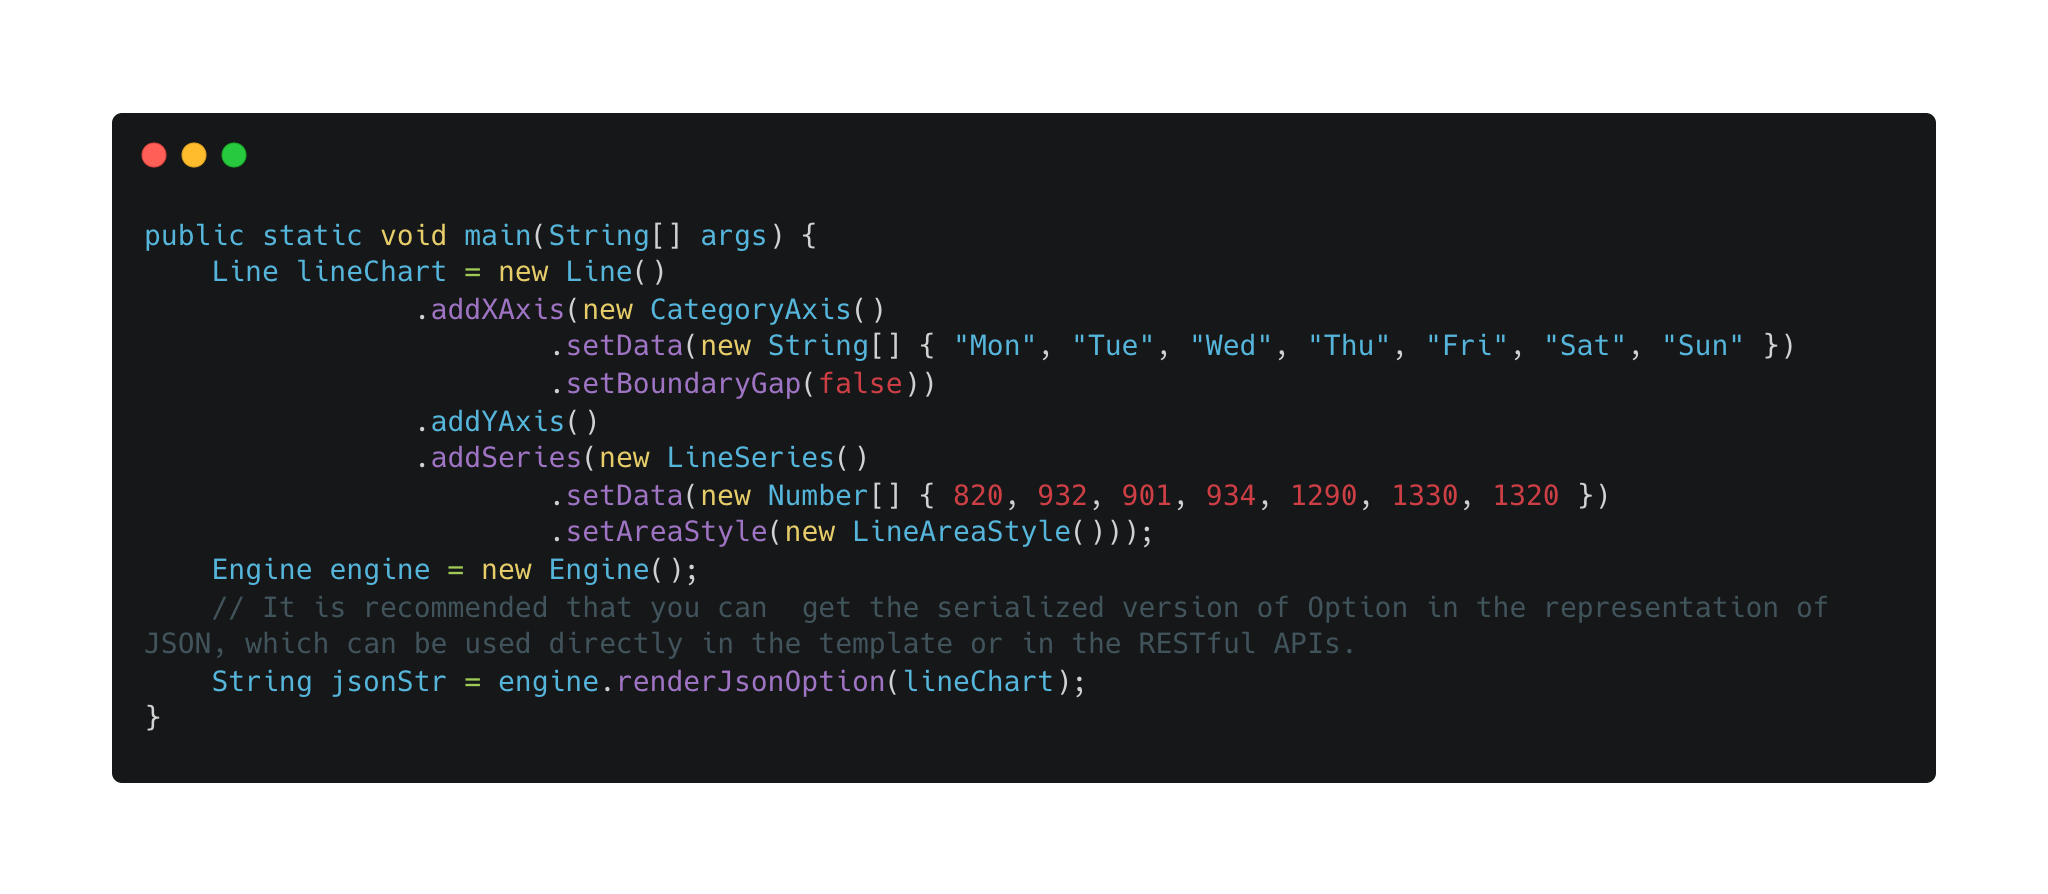 public static void main(String[] args) {
    Line lineChart = new Line()
                .addXAxis(new CategoryAxis()
                        .setData(new String[] { "Mon", "Tue", "Wed", "Thu", "Fri", "Sat", "Sun" })
                        .setBoundaryGap(false))
                .addYAxis()
                .addSeries(new LineSeries()
                        .setData(new Number[] { 820, 932, 901, 934, 1290, 1330, 1320 })
                        .setAreaStyle(new LineAreaStyle()));
    Engine engine = new Engine();
    // It is recommended that you can  get the serialized version of Option in the representation of
JSON, which can be used directly in the template or in the RESTful APIs.
    String jsonStr = engine.renderJsonOption(lineChart);
}